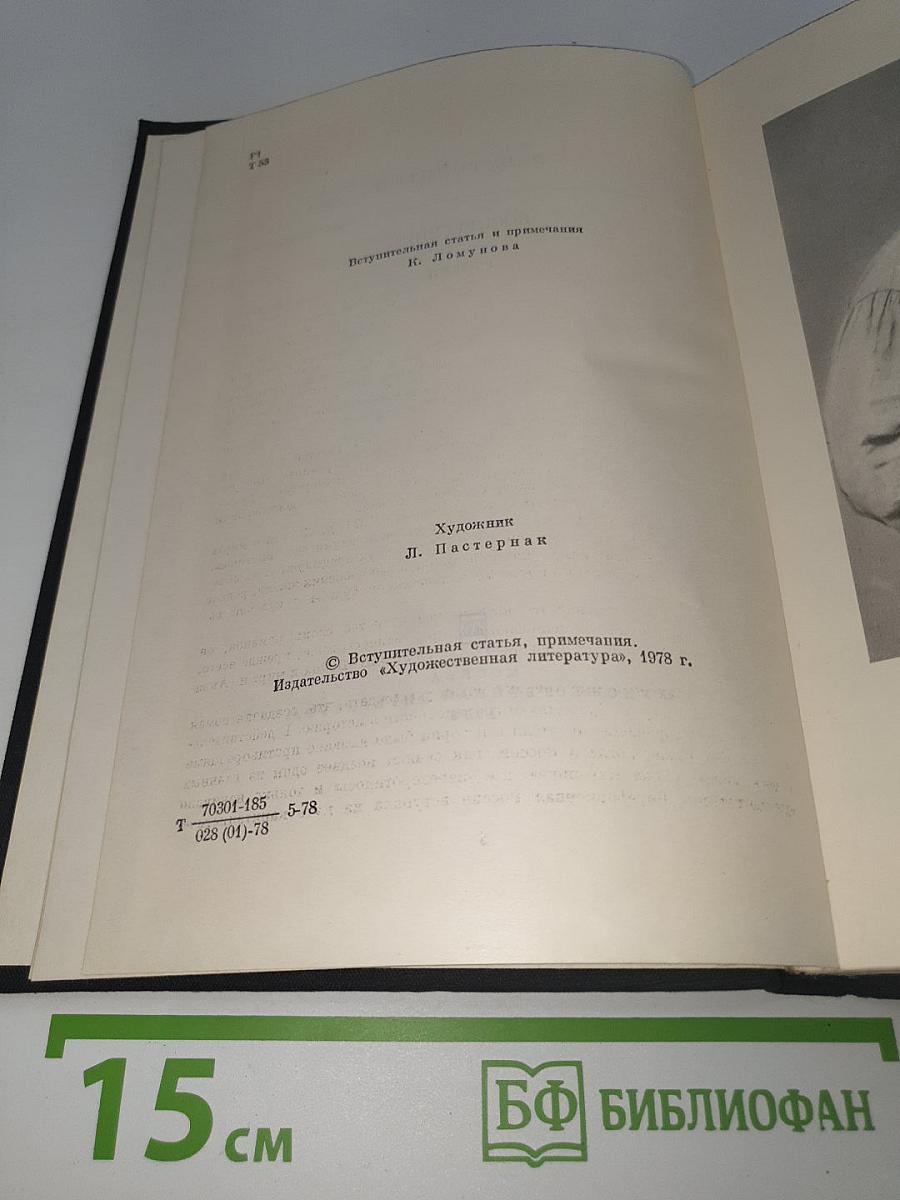 Р1
Т 53
Вступительная статья и примечания
К. Ломунова
Художник
Л. Пастернак
© Вступительная статья, примечания.
Издательство «Художественная литература», 1978 г.
Т 70301-185 5-78
028 (01)-78
15 см
БФ БИБЛИОФАН